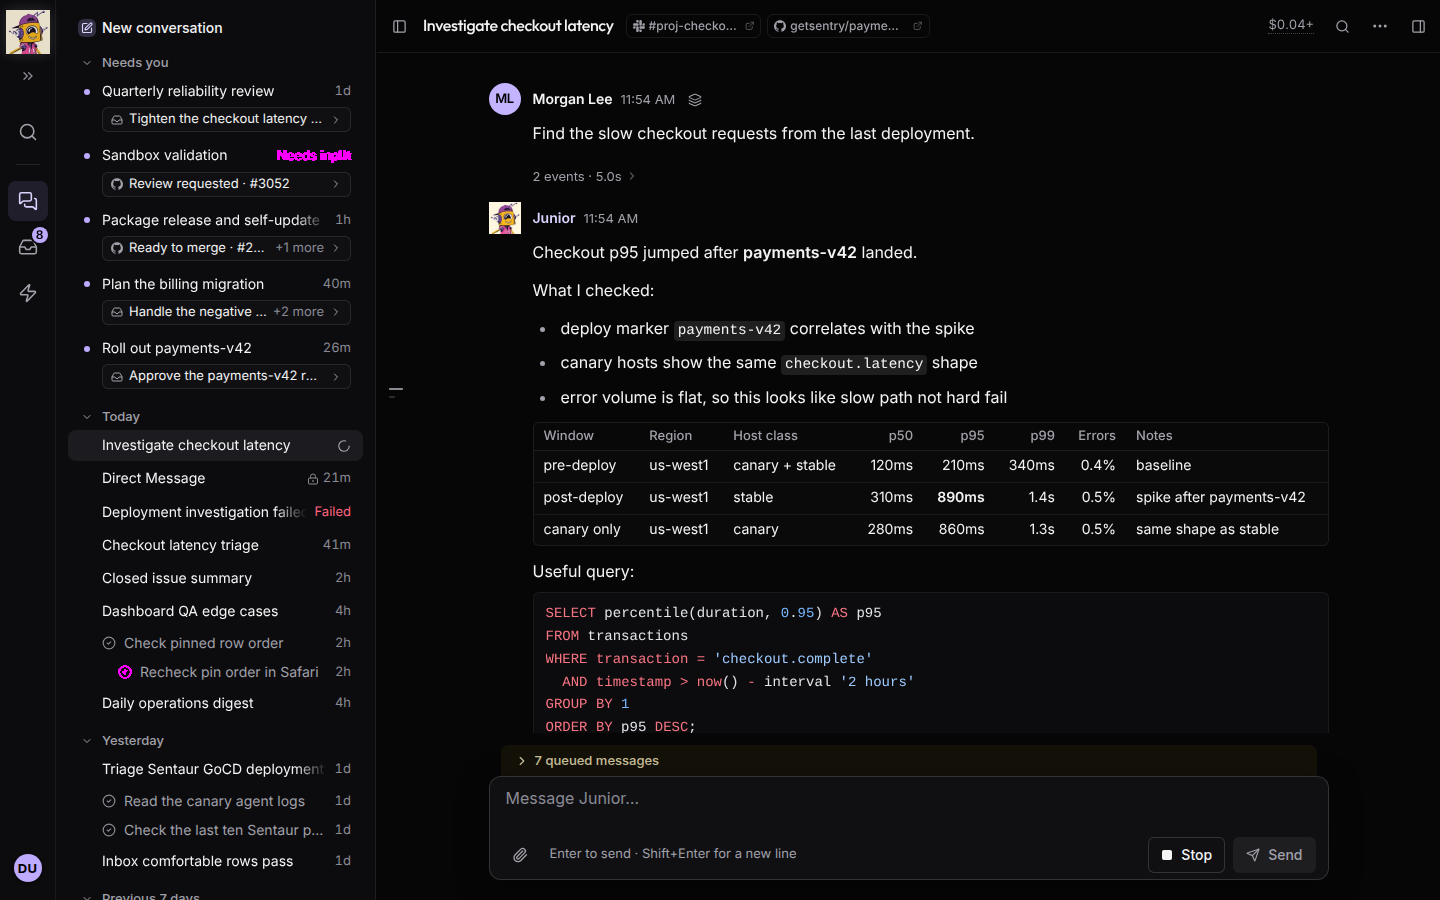 New conversation
Needs you
Quarterly reliability review 1d
Tighten the checkout latency ...
Sandbox validation
Review requested · #3052
Package release and self-update 1h
Ready to merge · #2... +1 more
Plan the billing migration 40m
Handle the negative ... +2 more
Roll out payments-v42 26m
Approve the payments-v42 r...
Today
Investigate checkout latency
Direct Message 21m
Deployment investigation failed Failed
Checkout latency triage 41m
Closed issue summary 2h
Dashboard QA edge cases 4h
Check pinned row order 2h
Recheck pin order in Safari 2h
Daily operations digest 4h
Yesterday
Triage Sentaur GoCD deployment 1d
Read the canary agent logs 1d
Check the last ten Sentaur p... 1d
Inbox comfortable rows pass 1d
Previous 7 days
8
DU
Investigate checkout latency #proj-checko... getsentry/payme... $0.04+
ML Morgan Lee 11:54 AM
Find the slow checkout requests from the last deployment.
2 events · 5.0s
Junior 11:54 AM
Checkout p95 jumped after payments-v42 landed.
What I checked:
deploy marker payments-v42 correlates with the spike
canary hosts show the same checkout.latency shape
error volume is flat, so this looks like slow path not hard fail
Window Region Host class p50 p95 p99 Errors Notes
pre-deploy us-west1 canary + stable 120ms 210ms 340ms 0.4% baseline
post-deploy us-west1 stable 310ms 890ms 1.4s 0.5% spike after payments-v42
canary only us-west1 canary 280ms 860ms 1.3s 0.5% same shape as stable
Useful query:
SELECT percentile(duration, 0.95) AS p95
FROM transactions
WHERE transaction = 'checkout.complete'
AND timestamp > now() - interval '2 hours'
GROUP BY 1
ORDER BY p95 DESC;
7 queued messages
Message Junior...
Enter to send · Shift+Enter for a new line
Stop
Send